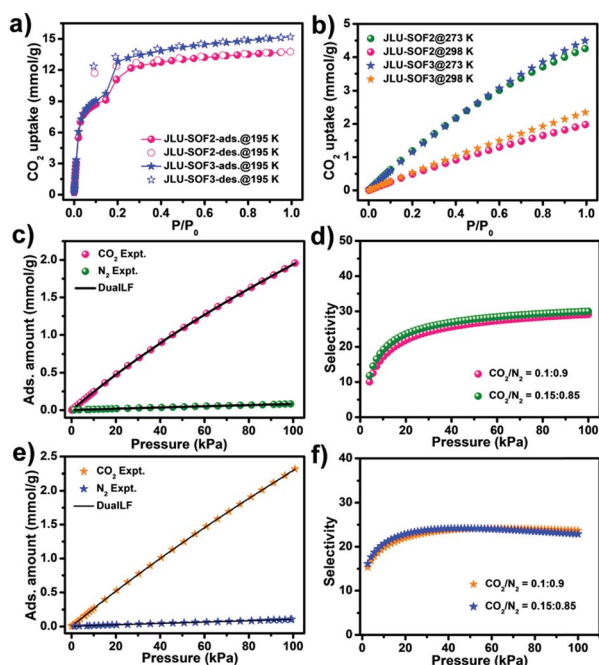 a)
CO2 uptake (mmol/g)
15
12
9
6
3
0
JLU-SOF2-ads.@195 K
JLU-SOF2-des.@195 K
JLU-SOF3-ads.@195 K
JLU-SOF3-des.@195 K
0.0 0.2 0.4 0.6 0.8 1.0
P/P0
b)
CO2 uptake (mmol/g)
5
4
3
2
1
0
JLU-SOF2@273 K
JLU-SOF2@298 K
JLU-SOF3@273 K
JLU-SOF3@298 K
0.0 0.2 0.4 0.6 0.8 1.0
P/P0
c)
Ads. amount (mmol/g)
2.0
1.5
1.0
0.5
0.0
CO2 Expt.
N2 Expt.
DualLF
0 20 40 60 80 100
Pressure (kPa)
d)
Selectivity
50
40
30
20
10
0
CO2/N2 = 0.1:0.9
CO2/N2 = 0.15:0.85
0 20 40 60 80 100
Pressure (kPa)
e)
Ads. amount (mmol/g)
2.5
2.0
1.5
1.0
0.5
0.0
CO2 Expt.
N2 Expt.
DualLF
0 20 40 60 80 100
Pressure (kPa)
f)
Selectivity
40
30
20
10
0
CO2/N2 = 0.1:0.9
CO2/N2 = 0.15:0.85
0 20 40 60 80 100
Pressure (kPa)